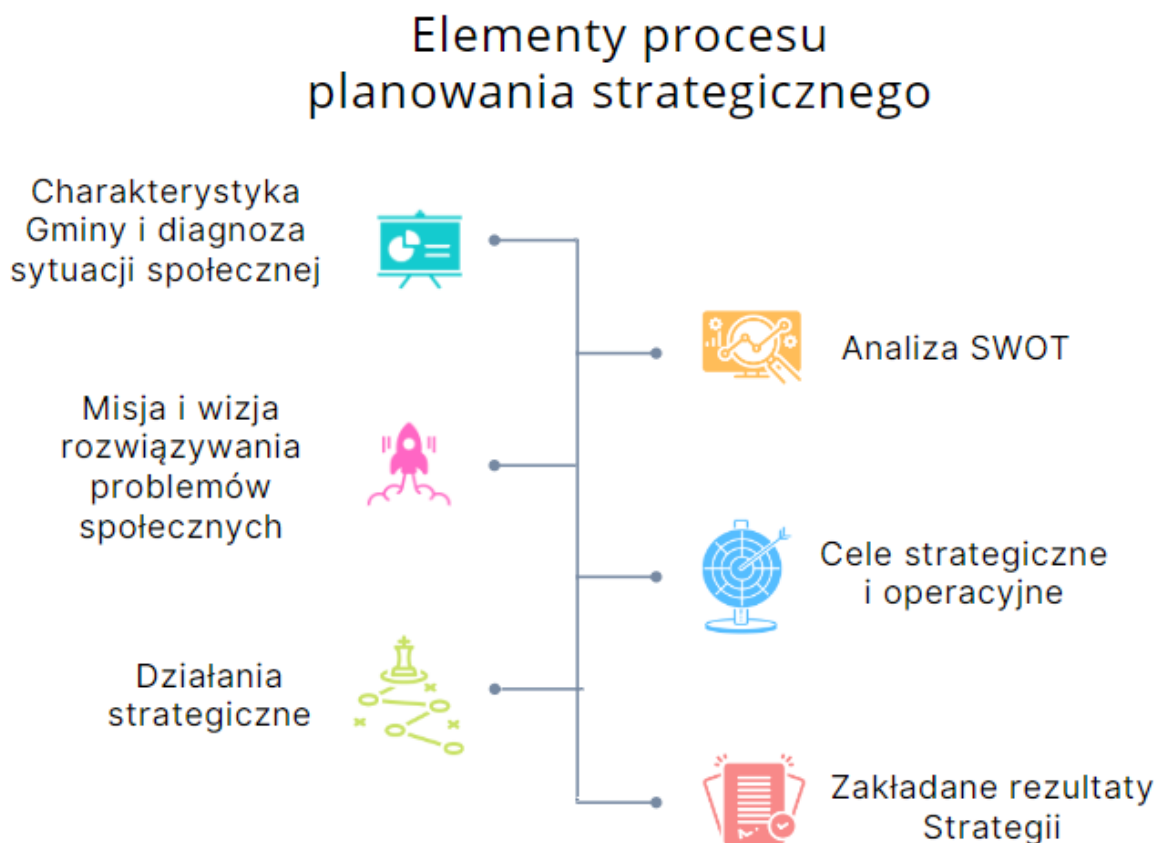 Elementy procesu
planowania strategicznego
Charakterystyka
Gminy i diagnoza
sytuacji społecznej
Analiza SWOT
Misja i wizja
rozwiązywania
problemów
społecznych
Cele strategiczne
i operacyjne
Działania
strategiczne
Zakładane rezultaty
Strategii